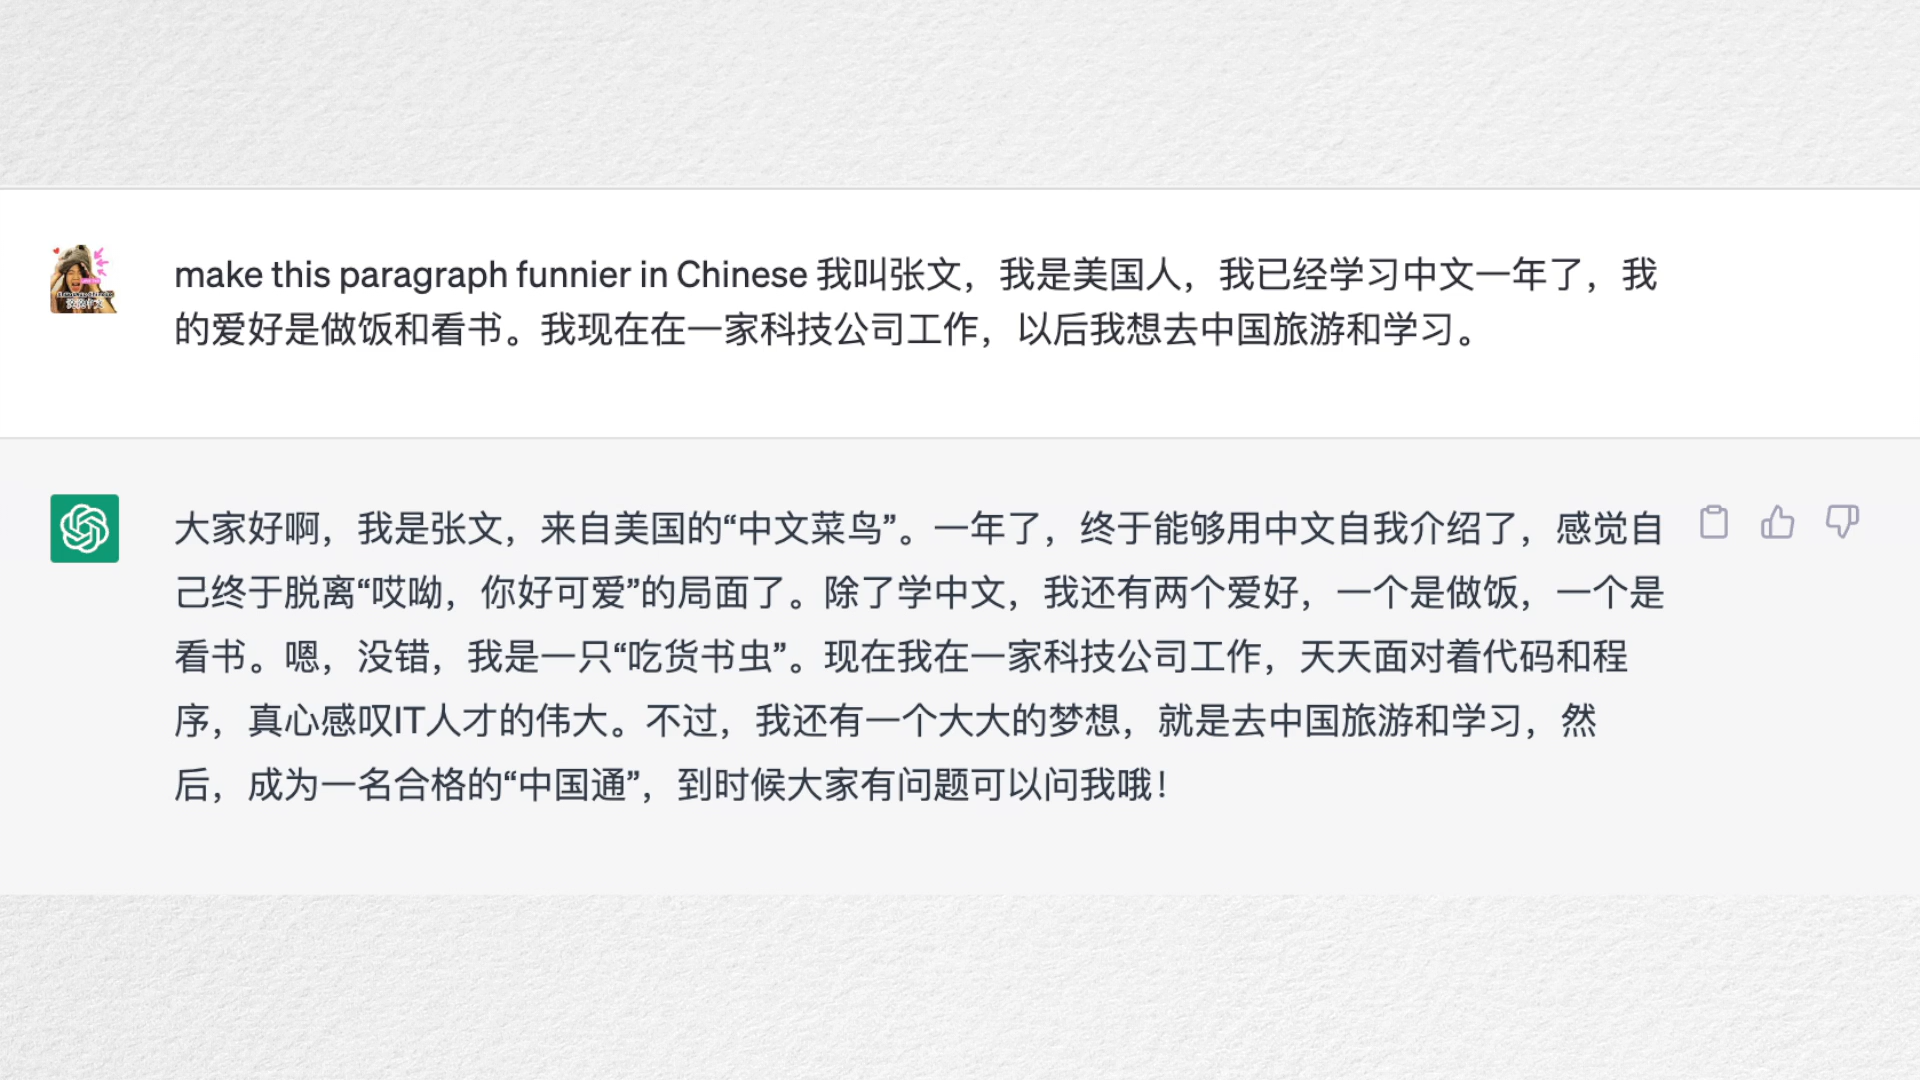 make this paragraph funnier in Chinese 我叫张文，我是美国人，我已经学习中文一年了，我
的爱好是做饭和看书。我现在在一家科技公司工作，以后我想去中国旅游和学习。
大家好啊，我是张文，来自美国的“中文菜鸟”。一年了，终于能够用中文自我介绍了，感觉自
己终于脱离“哎呦，你好可爱”的局面了。除了学中文，我还有两个爱好，一个是做饭，一个是
看书。嗯，没错，我是一只“吃货书虫”。现在我在一家科技公司工作，天天面对着代码和程
序，真心感叹IT人才的伟大。不过，我还有一个大大的梦想，就是去中国旅游和学习，然
后，成为一名合格的“中国通”，到时候大家有问题可以问我哦！